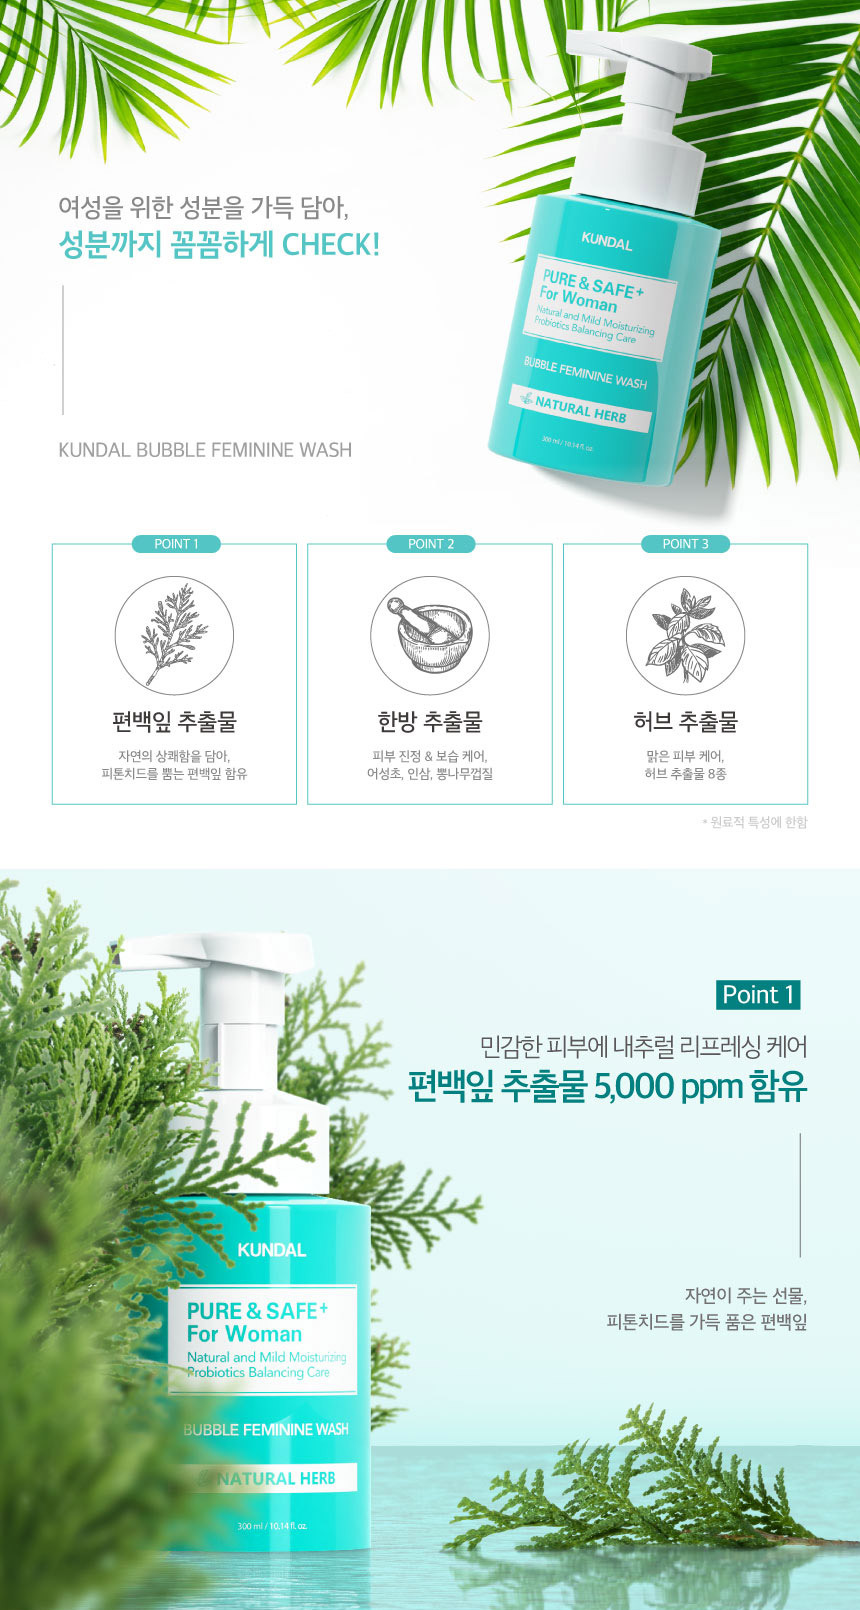 여성을 위한 성분을 가득 담아,
성분까지 꼼꼼하게 CHECK!
KUNDAL BUBBLE FEMININE WASH
KUNDAL
PURE & SAFE+
For Woman
Natural and Mild Moisturizing
Probiotics Balancing Care
BUBBLE FEMININE WASH
NATURAL HERB
300 ml / 10.14 fl. oz.
POINT 1
편백잎 추출물
자연의 상쾌함을 담아,
피톤치드를 뿜는 편백잎 함유
POINT 2
한방 추출물
피부 진정 & 보습 케어,
어성초, 인삼, 뽕나무껍질
POINT 3
허브 추출물
맑은 피부 케어,
허브 추출물 8종
* 원료적 특성에 한함
Point 1
민감한 피부에 내추럴 리프레싱 케어
편백잎 추출물 5,000 ppm 함유
자연이 주는 선물,
피톤치드를 가득 품은 편백잎
KUNDAL
PURE & SAFE+
For Woman
Natural and Mild Moisturizing
Probiotics Balancing Care
BUBBLE FEMININE WASH
NATURAL HERB
300 ml / 10.14 fl. oz.